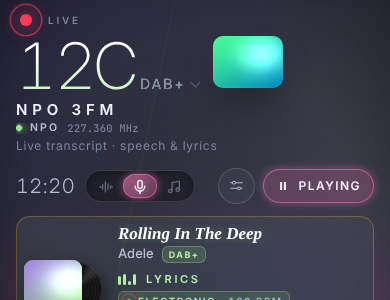 LIVE
12C DAB+
NPO 3FM
NPO 227.360 MHz
Live transcript · speech & lyrics
12:20 PLAYING
Rolling In The Deep
Adele DAB+
LYRICS
ELECTRONIC